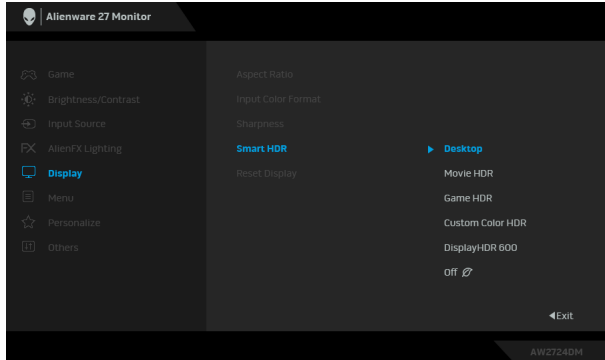 Alienware 27 Monitor
Game
Brightness/Contrast
Input Source
AlienFX Lighting
Display
Menu
Personalize
Others
Aspect Ratio
Input Color Format
Sharpness
Smart HDR
Reset Display
Desktop
Movie HDR
Game HDR
Custom Color HDR
DisplayHDR 600
Off
Exit
AW2724DM